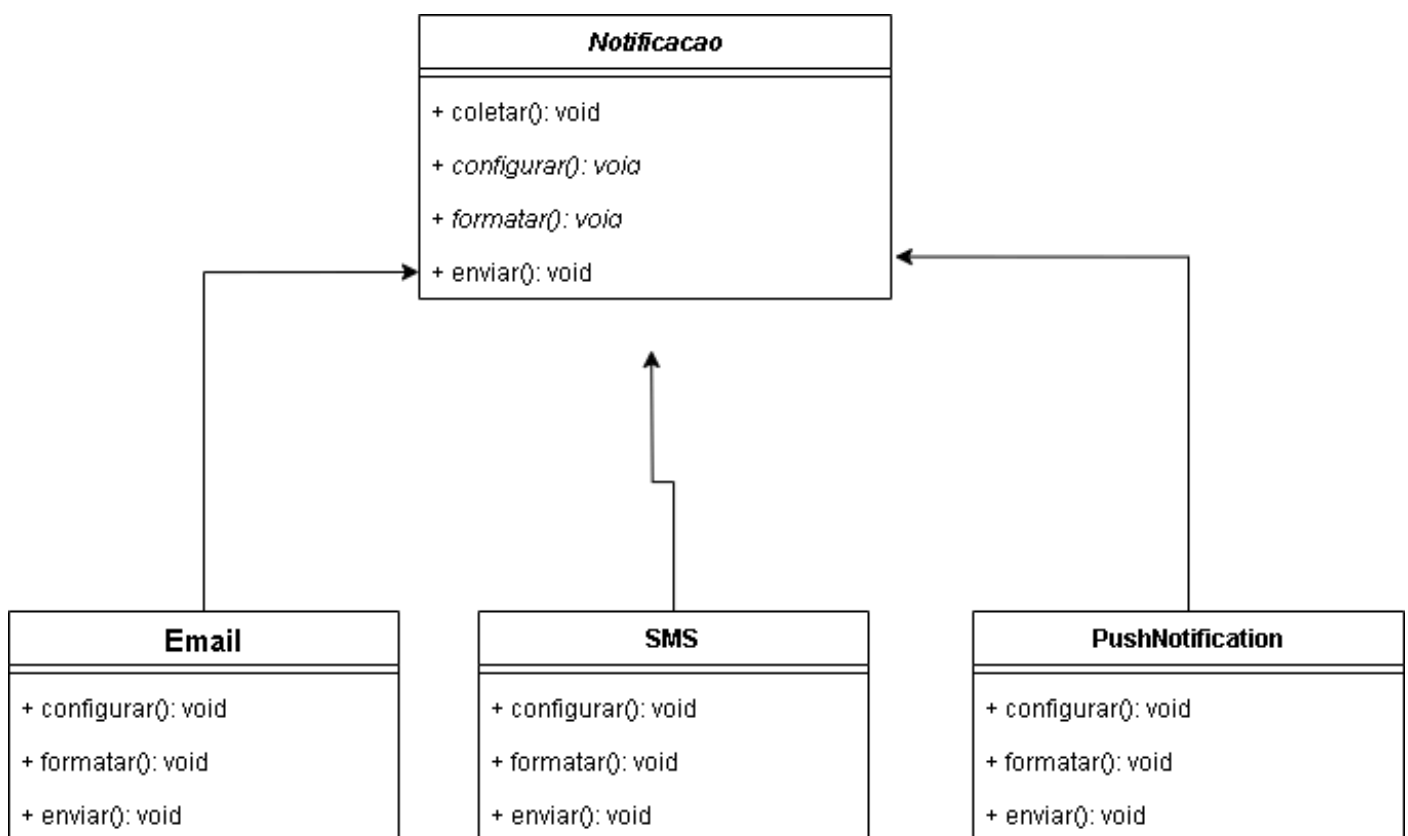 Notificacao
+ coletar(): void
+ configurar(): void
+ formatar(): void
+ enviar(): void
Email
+ configurar(): void
+ formatar(): void
+ enviar(): void
SMS
+ configurar(): void
+ formatar(): void
+ enviar(): void
PushNotification
+ configurar(): void
+ formatar(): void
+ enviar(): void